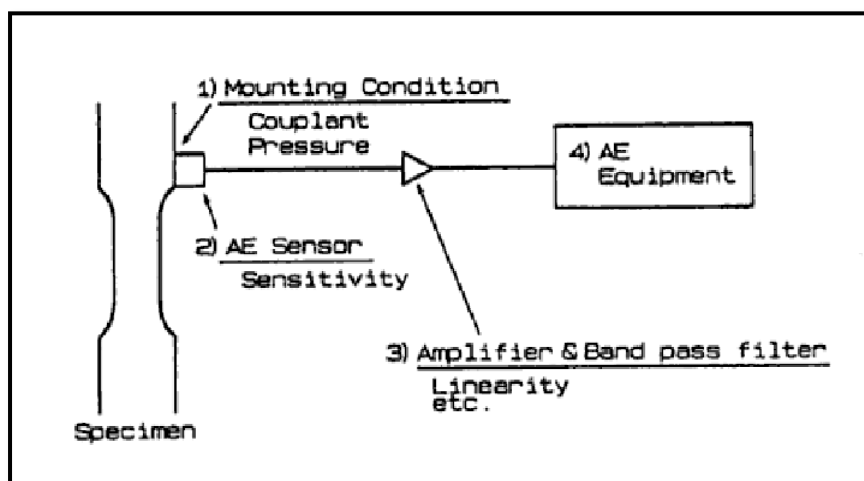 1) Mounting Condition
Couplant
Pressure
4) AE
Equipment
2) AE Sensor
Sensitivity
3) Amplifier & Band pass filter
Linearity
etc.
Specimen